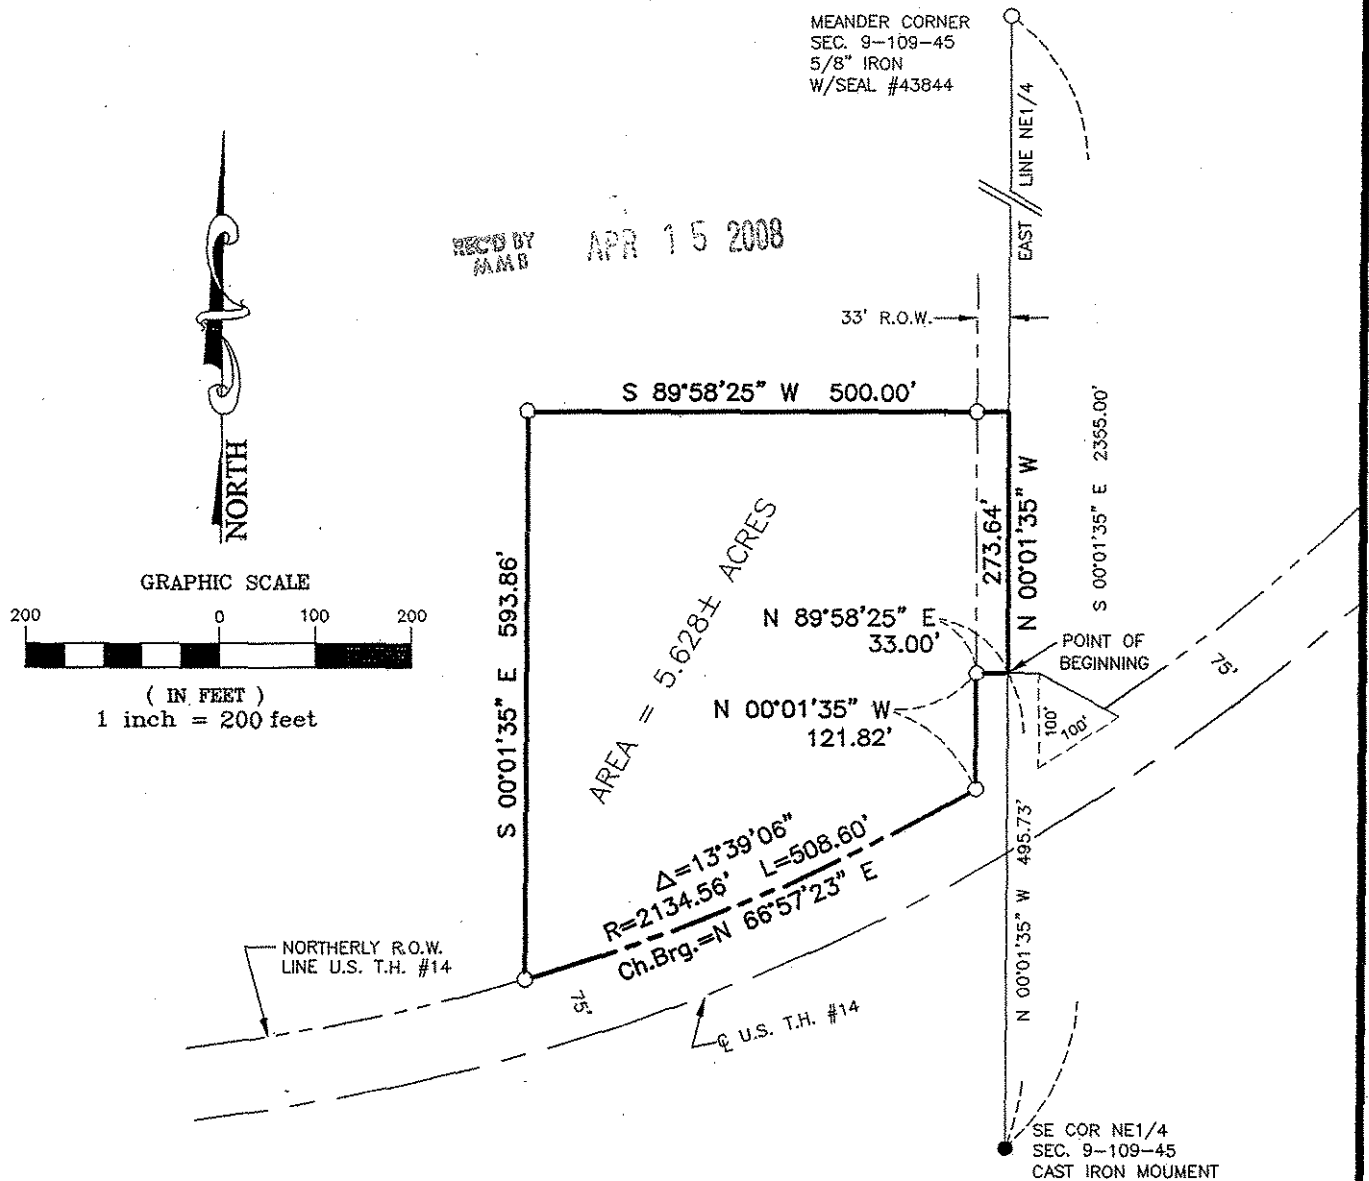 MEANDER CORNER
SEC. 9-109-45
5/8" IRON
W/SEAL #43844
EAST LINE NE1/4
REC'D BY
MMB
APR 15 2008
33' R.O.W.
S 89°58'25" W 500.00'
NORTH
GRAPHIC SCALE
200 0 100 200
( IN FEET )
1 inch = 200 feet
S 00°01'35" E 593.86'
AREA = 5.628± ACRES
273.64'
N 00°01'35" W
S 00°01'35" E 2355.00'
N 89°58'25" E
33.00'
POINT OF
BEGINNING
75'
N 00°01'35" W
121.82'
100'
100'
Δ=13°39'06"
R=2134.56' L=508.60'
Ch.Brg.=N 66°57'23" E
N 00°01'35" W 495.73'
NORTHERLY R.O.W.
LINE U.S. T.H. #14
75'
℄ U.S. T.H. #14
SE COR NE1/4
SEC. 9-109-45
CAST IRON MOUMENT